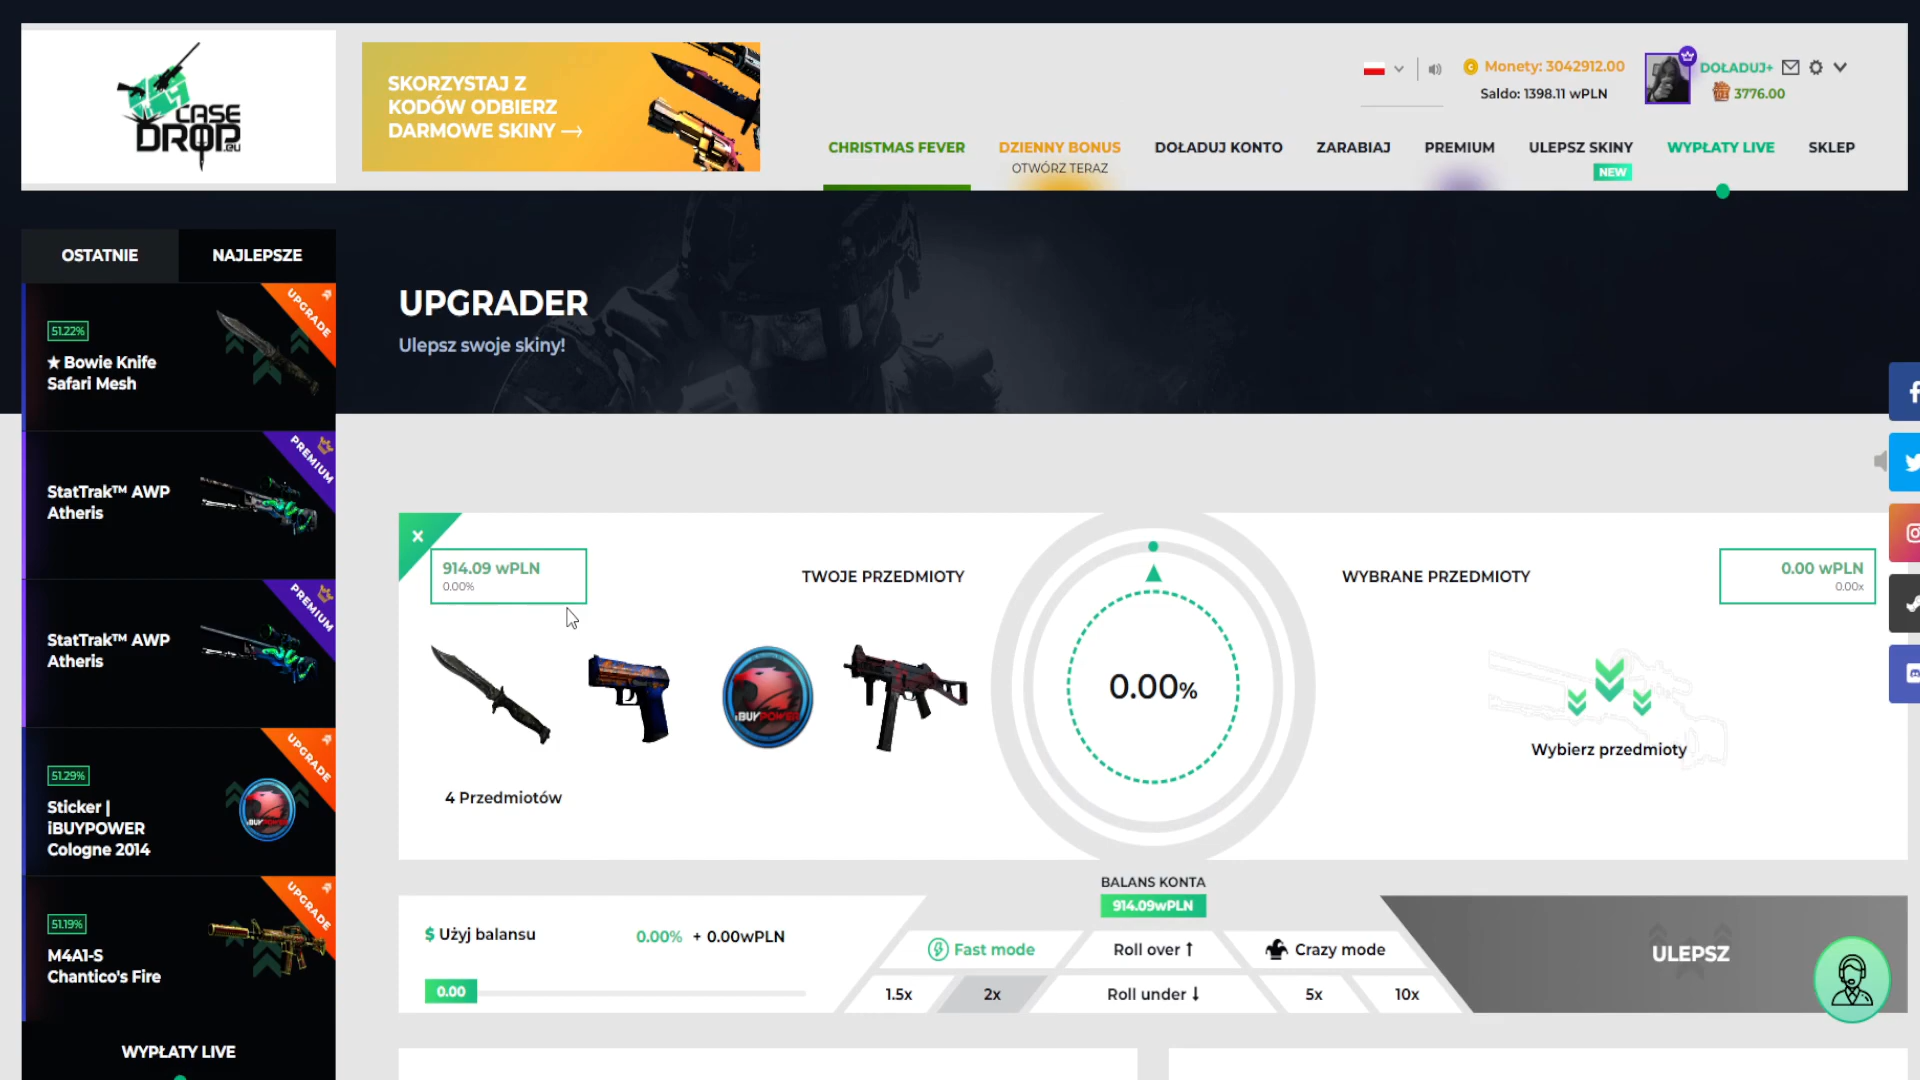 CASE
DROP.eu
SKORZYSTAJ Z
KODÓW ODBIERZ
DARMOWE SKINY
Monety: 3042912.00
Saldo: 1398.11 wPLN
DOŁADUJ+
3776.00
CHRISTMAS FEVER
DZIENNY BONUS
OTWÓRZ TERAZ
DOŁADUJ KONTO
ZARABIAJ
PREMIUM
ULEPSZ SKINY
NEW
WYPŁATY LIVE
SKLEP
OSTATNIE
NAJLEPSZE
UPGRADE
51.22%
★ Bowie Knife
Safari Mesh
PREMIUM
StatTrak™ AWP
Atheris
PREMIUM
StatTrak™ AWP
Atheris
UPGRADE
51.29%
Sticker |
iBUYPOWER
Cologne 2014
UPGRADE
51.19%
M4A1-S
Chantico's Fire
WYPŁATY LIVE
UPGRADER
Ulepsz swoje skiny!
914.09 wPLN
0.00%
TWOJE PRZEDMIOTY
iBUYPOWER
4 Przedmiotów
0.00%
WYBRANE PRZEDMIOTY
0.00 wPLN
0.00x
Wybierz przedmioty
BALANS KONTA
914.09wPLN
$ Użyj balansu
0.00% + 0.00wPLN
0.00
Fast mode
Roll over ↑
Crazy mode
1.5x
2x
Roll under ↓
5x
10x
ULEPSZ